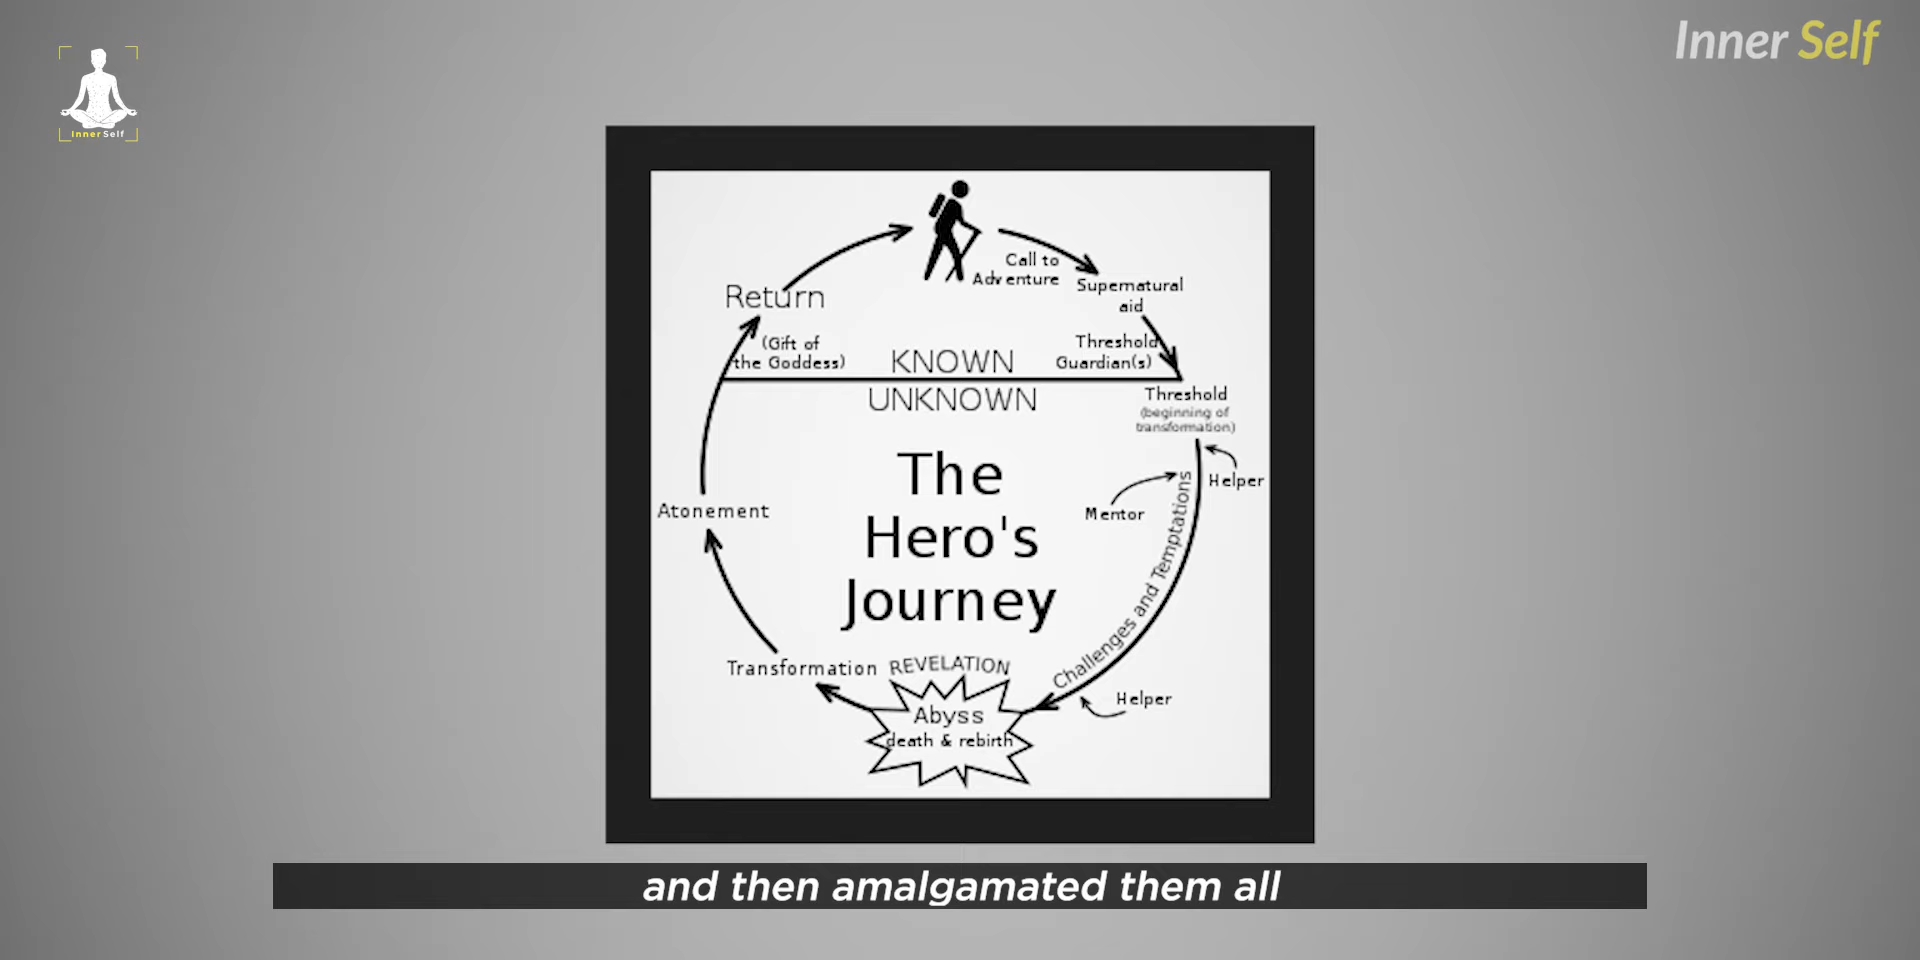 Inner Self
InnerSelf
Call to
Adventure
Supernatural
aid
Return
(Gift of
the Goddess)
KNOWN
Threshold
Guardian(s)
UNKNOWN
Threshold
(beginning of
transformation)
Helper
Mentor
Challenges and Temptations
The
Hero's
Journey
Atonement
Transformation
REVELATION
Abyss
death & rebirth
Helper
and then amalgamated them all